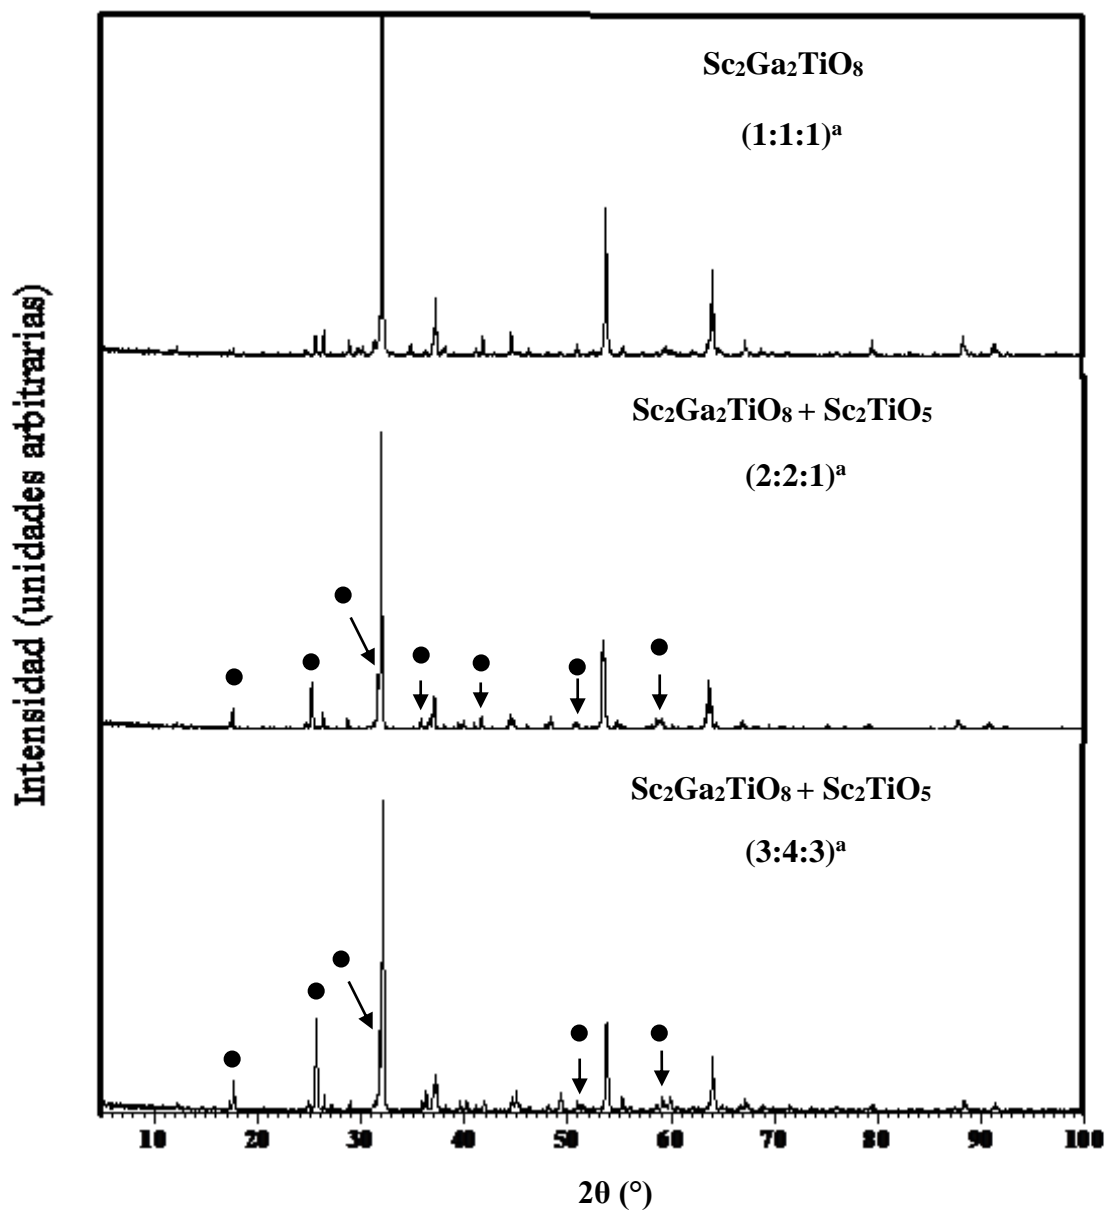 Sc₂Ga₂TiO₈
(1:1:1)ᵃ
Sc₂Ga₂TiO₈ + Sc₂TiO₅
(2:2:1)ᵃ
Sc₂Ga₂TiO₈ + Sc₂TiO₅
(3:4:3)ᵃ
Intensidad (unidades arbitrarias)
10 20 30 40 50 60 70 80 90 100
2θ (°)